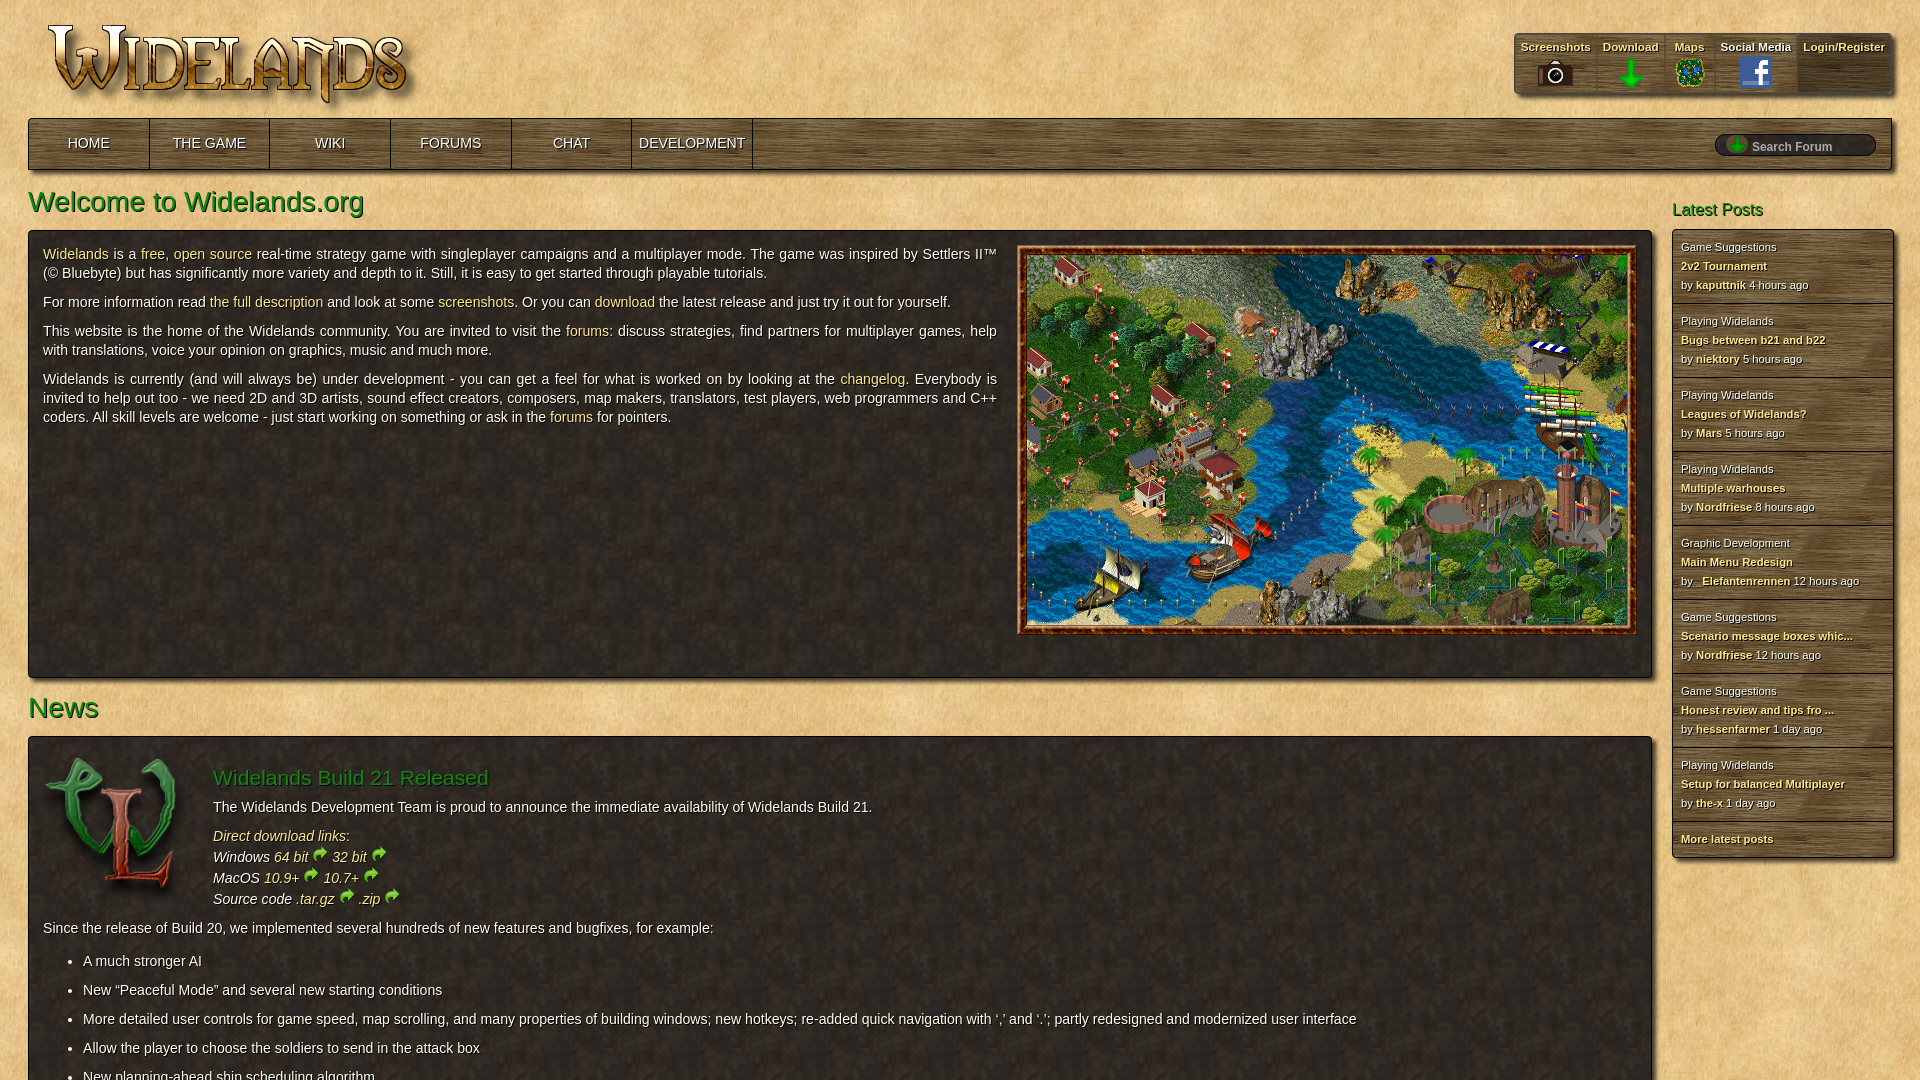 WIDELANDS
Screenshots
Download
Maps
Social Media
Login/Register
HOME
THE GAME
WIKI
FORUMS
CHAT
DEVELOPMENT
Search Forum
Welcome to Widelands.org
Widelands is a free, open source real-time strategy game with singleplayer campaigns and a multiplayer mode. The game was inspired by Settlers II™
(© Bluebyte) but has significantly more variety and depth to it. Still, it is easy to get started through playable tutorials.
For more information read the full description and look at some screenshots. Or you can download the latest release and just try it out for yourself.
This website is the home of the Widelands community. You are invited to visit the forums: discuss strategies, find partners for multiplayer games, help
with translations, voice your opinion on graphics, music and much more.
Widelands is currently (and will always be) under development - you can get a feel for what is worked on by looking at the changelog. Everybody is
invited to help out too - we need 2D and 3D artists, sound effect creators, composers, map makers, translators, test players, web programmers and C++
coders. All skill levels are welcome - just start working on something or ask in the forums for pointers.
News
Widelands Build 21 Released
The Widelands Development Team is proud to announce the immediate availability of Widelands Build 21.
Direct download links:
Windows 64 bit 32 bit
MacOS 10.9+ 10.7+
Source code .tar.gz .zip
Since the release of Build 20, we implemented several hundreds of new features and bugfixes, for example:
• A much stronger AI
• New “Peaceful Mode” and several new starting conditions
• More detailed user controls for game speed, map scrolling, and many properties of building windows; new hotkeys; re-added quick navigation with ‘,’ and ‘.’; partly redesigned and modernized user interface
• Allow the player to choose the soldiers to send in the attack box
• New planning-ahead ship scheduling algorithm
Latest Posts
Game Suggestions
2v2 Tournament
by kaputtnik 4 hours ago
Playing Widelands
Bugs between b21 and b22
by niektory 5 hours ago
Playing Widelands
Leagues of Widelands?
by Mars 5 hours ago
Playing Widelands
Multiple warhouses
by Nordfriese 8 hours ago
Graphic Development
Main Menu Redesign
by _Elefantenrennen 12 hours ago
Game Suggestions
Scenario message boxes whic...
by Nordfriese 12 hours ago
Game Suggestions
Honest review and tips fro ...
by hessenfarmer 1 day ago
Playing Widelands
Setup for balanced Multiplayer
by the-x 1 day ago
More latest posts